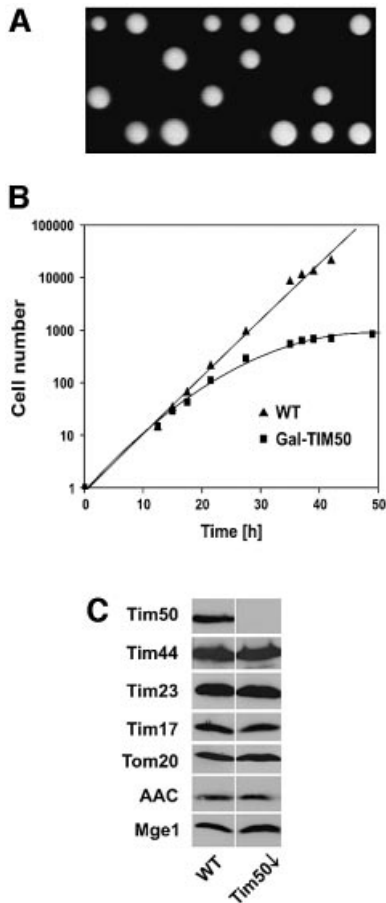 A
B
Cell number
100000
10000
1000
100
10
1
WT
Gal-TIM50
0
10
20
30
40
50
Time [h]
C
Tim50
Tim44
Tim23
Tim17
Tom20
AAC
Mge1
WT
Tim50↓